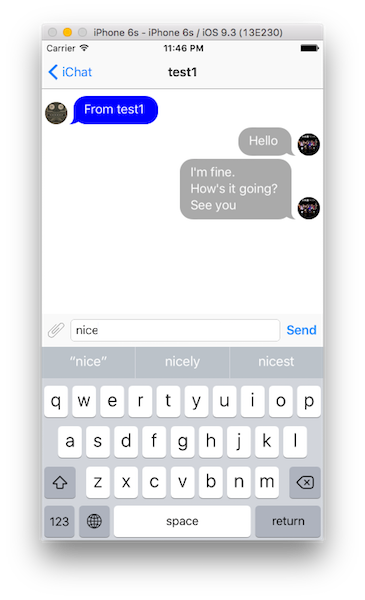 iPhone 6s - iPhone 6s / iOS 9.3 (13E230)
Carrier 11:46 PM
iChat test1
From test1
Hello
I'm fine.
How's it going?
See you
nice Send
“nice” nicely nicest
q w e r t y u i o p
a s d f g h j k l
z x c v b n m
123 space return